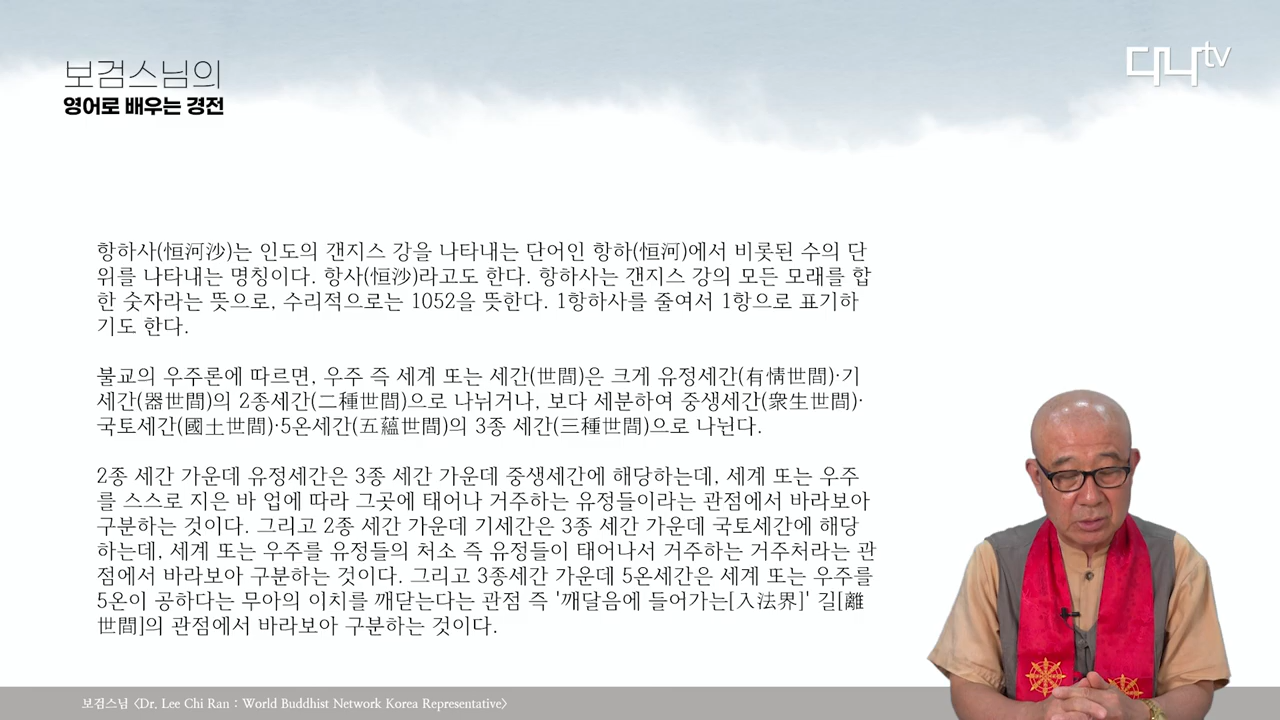 보검스님의
영어로 배우는 경전
다나tv
항하사(恒河沙)는 인도의 갠지스 강을 나타내는 단어인 항하(恒河)에서 비롯된 수의 단
위를 나타내는 명칭이다. 항사(恒沙)라고도 한다. 항하사는 갠지스 강의 모든 모래를 합
한 숫자라는 뜻으로, 수리적으로는 1052을 뜻한다. 1항하사를 줄여서 1항으로 표기하
기도 한다.
불교의 우주론에 따르면, 우주 즉 세계 또는 세간(世間)은 크게 유정세간(有情世間)·기
세간(器世間)의 2종세간(二種世間)으로 나뉘거나, 보다 세분하여 중생세간(衆生世間)·
국토세간(國土世間)·5온세간(五蘊世間)의 3종 세간(三種世間)으로 나뉜다.
2종 세간 가운데 유정세간은 3종 세간 가운데 중생세간에 해당하는데, 세계 또는 우주
를 스스로 지은 바 업에 따라 그곳에 태어나 거주하는 유정들이라는 관점에서 바라보아
구분하는 것이다. 그리고 2종 세간 가운데 기세간은 3종 세간 가운데 국토세간에 해당
하는데, 세계 또는 우주를 유정들의 처소 즉 유정들이 태어나서 거주하는 거주처라는 관
점에서 바라보아 구분하는 것이다. 그리고 3종세간 가운데 5온세간은 세계 또는 우주를
5온이 공하다는 무아의 이치를 깨닫는다는 관점 즉 '깨달음에 들어가는[入法界]' 길[離
世間]의 관점에서 바라보아 구분하는 것이다.
보검스님 〈Dr. Lee Chi Ran : World Buddhist Network Korea Representative〉